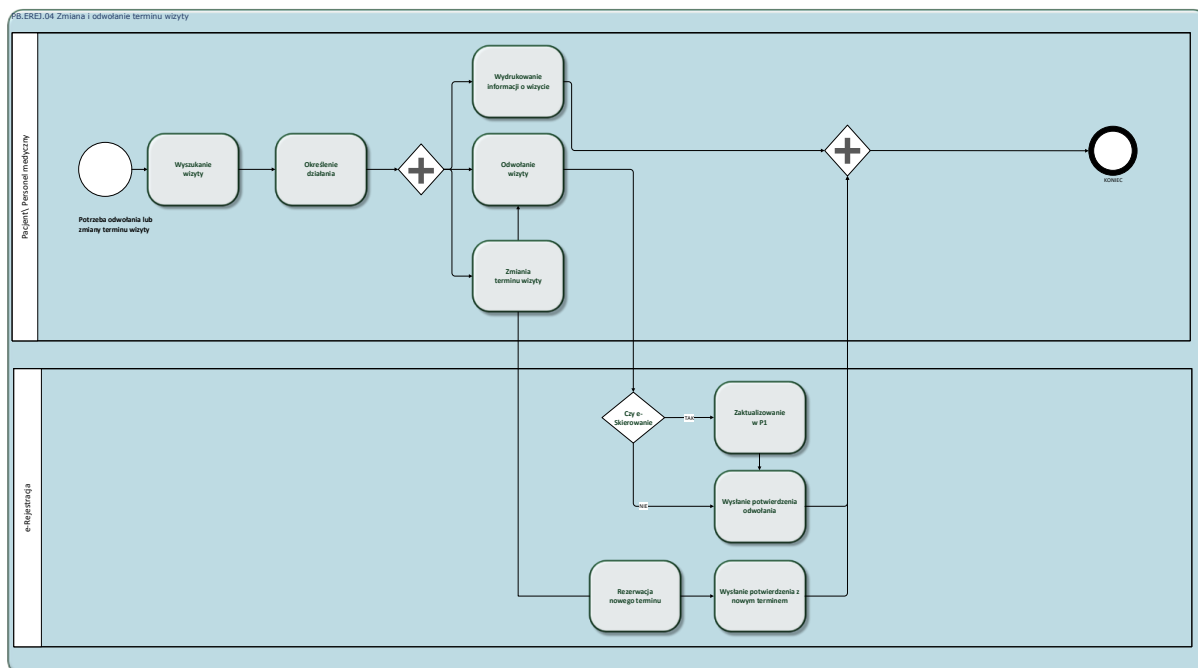 PB.EREJ.04 Zmiana i odwołanie terminu wizyty
Pacjent\ Personel medyczny
Wydrukowanie
informacji o wizycie
Wyszukanie
wizyty
Określenie
działania
Odwołanie
wizyty
KONIEC
Potrzeba odwołania lub
zmiany terminu wizyty
Zmiania
terminu wizyty
e-Rejestracja
Czy e-
Skierowanie
TAK
Zaktualizowanie
w P1
NIE
Wysłanie potwierdzenia
odwołania
Rezerwacja
nowego terminu
Wysłanie potwierdzenia z
nowym terminem